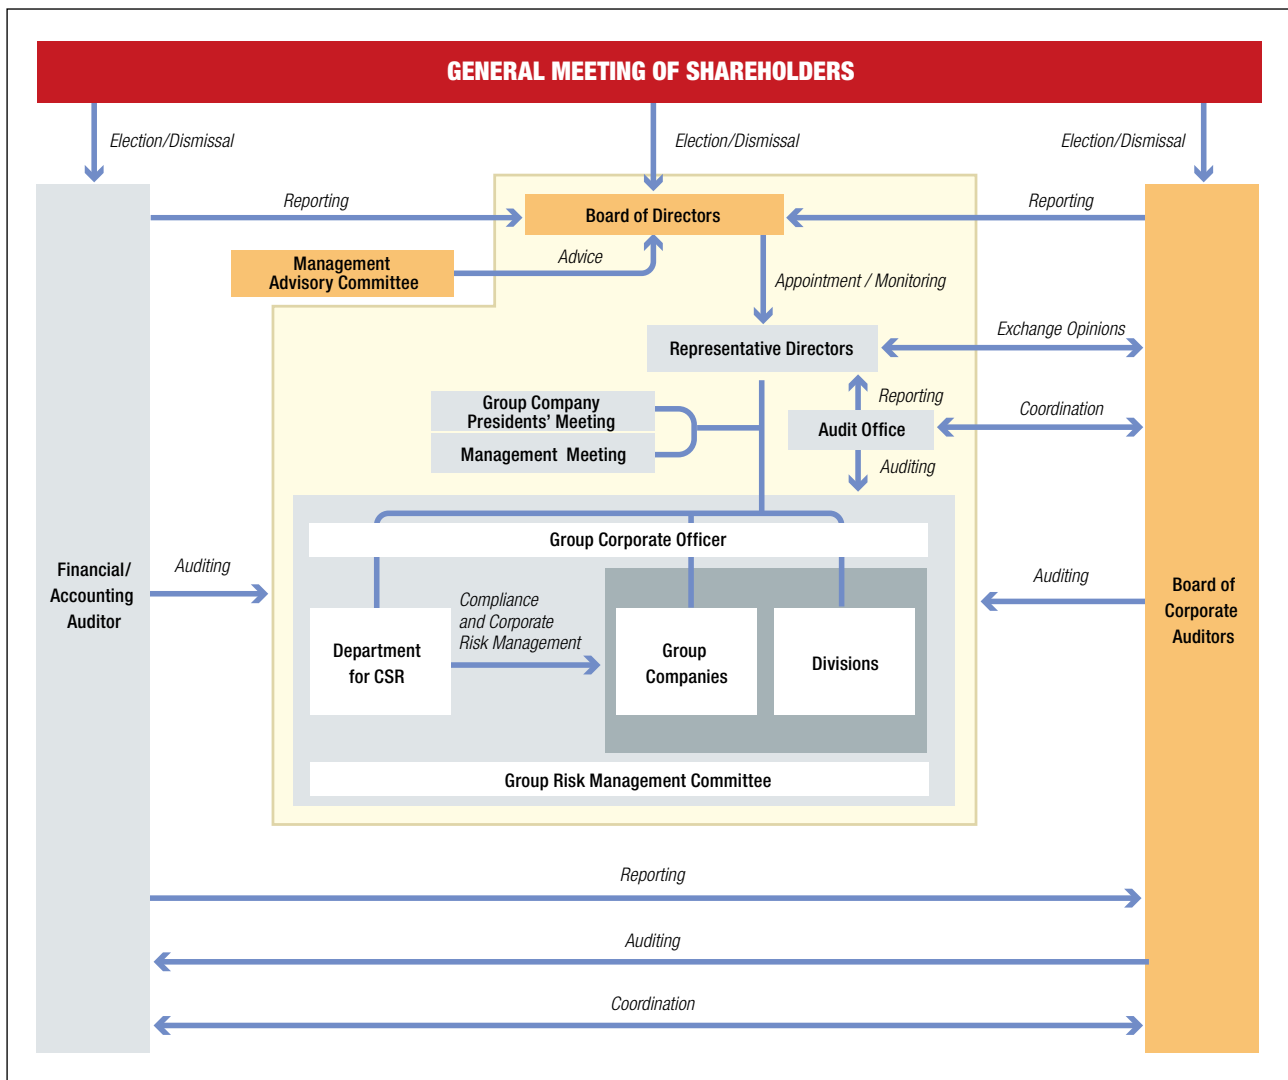 GENERAL MEETING OF SHAREHOLDERS
Election/Dismissal
Election/Dismissal
Election/Dismissal
Reporting
Board of Directors
Reporting
Management
Advisory Committee
Advice
Appointment / Monitoring
Representative Directors
Exchange Opinions
Group Company
Presidents' Meeting
Management Meeting
Reporting
Audit Office
Coordination
Auditing
Group Corporate Officer
Financial/
Accounting
Auditor
Auditing
Compliance
and Corporate
Risk Management
Department
for CSR
Group
Companies
Divisions
Auditing
Board of
Corporate
Auditors
Group Risk Management Committee
Reporting
Auditing
Coordination